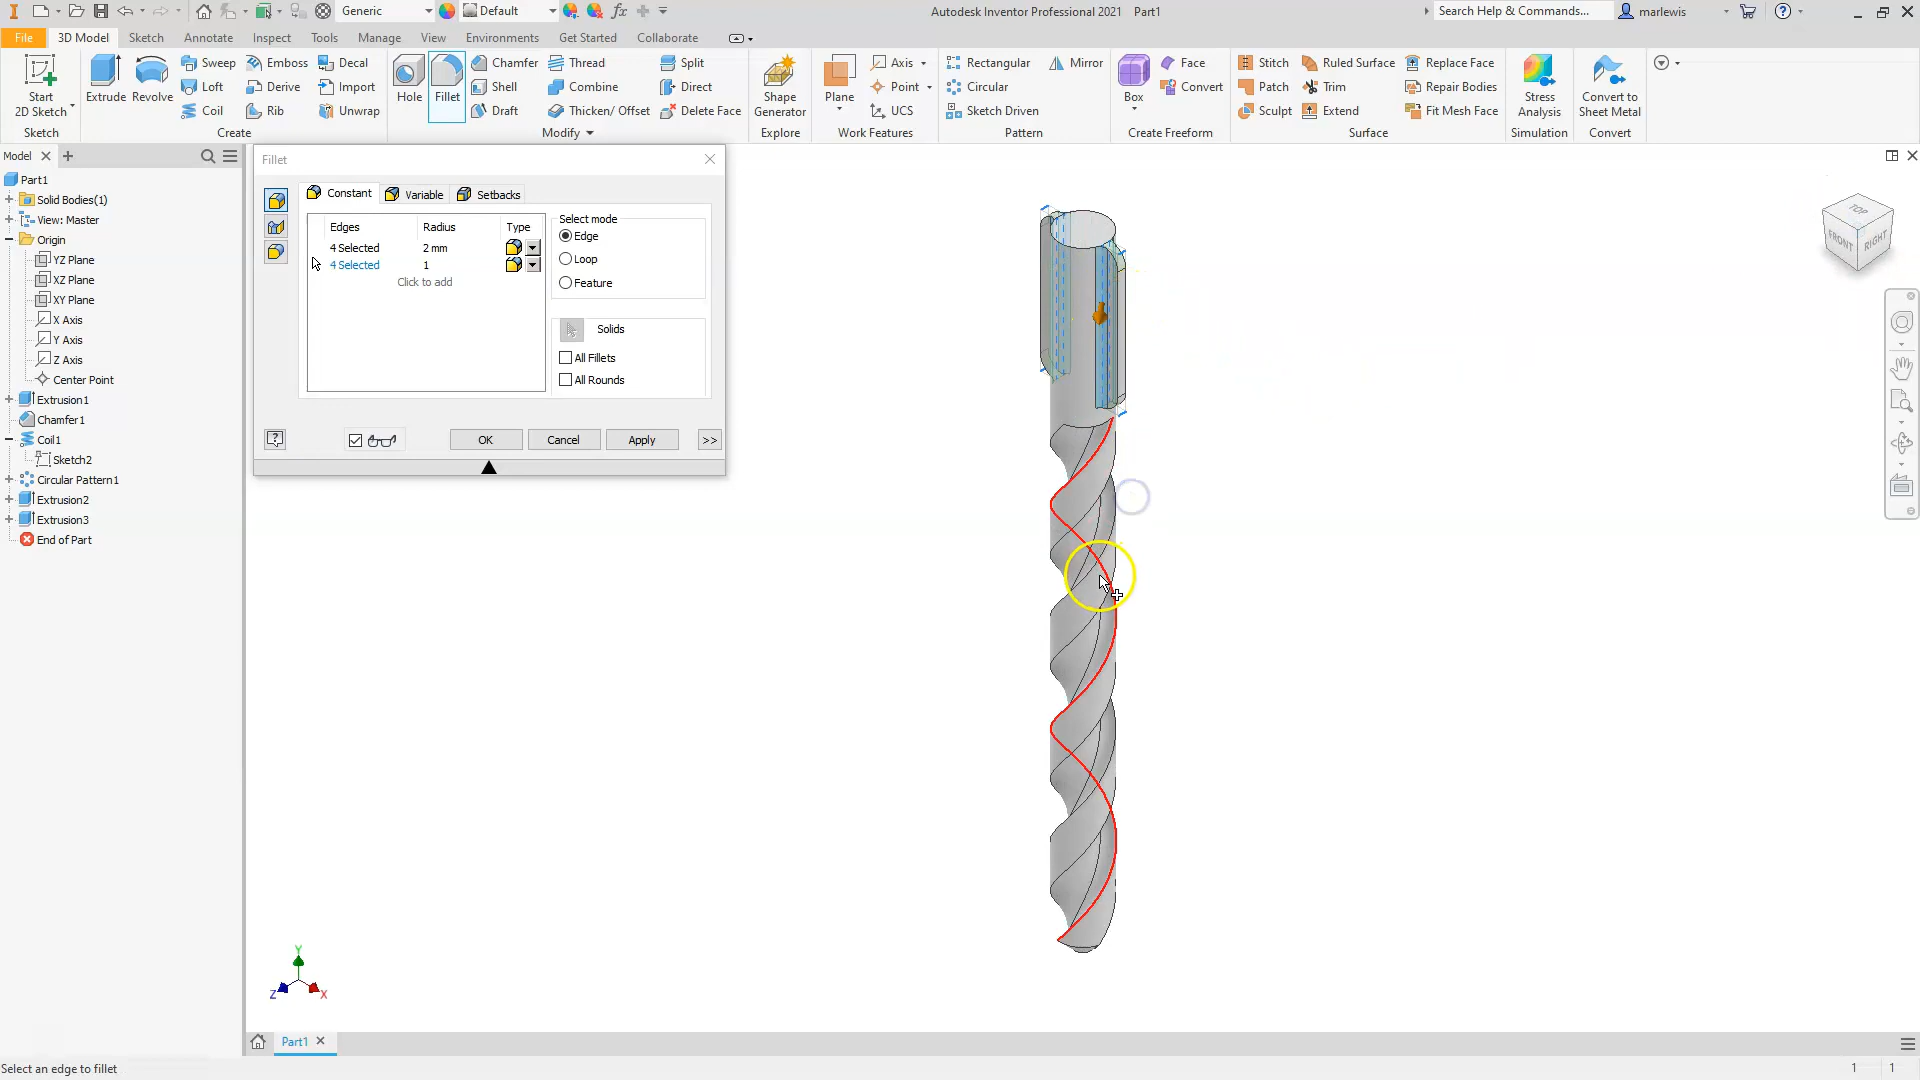 Generic
Default
fx
Autodesk Inventor Professional 2021 Part1
Search Help & Commands...
marlewis
File
3D Model
Sketch
Annotate
Inspect
Tools
Manage
View
Environments
Get Started
Collaborate
Start
2D Sketch
Extrude
Revolve
Sweep
Loft
Coil
Emboss
Derive
Rib
Decal
Import
Unwrap
Hole
Fillet
Chamfer
Shell
Draft
Thread
Combine
Thicken/ Offset
Split
Direct
Delete Face
Shape
Generator
Plane
Axis
Point
UCS
Rectangular
Circular
Sketch Driven
Mirror
Box
Face
Convert
Stitch
Patch
Sculpt
Ruled Surface
Trim
Extend
Replace Face
Repair Bodies
Fit Mesh Face
Stress
Analysis
Convert to
Sheet Metal
Sketch
Create
Modify
Explore
Work Features
Pattern
Create Freeform
Surface
Simulation
Convert
Model
Part1
Solid Bodies(1)
View: Master
Origin
YZ Plane
XZ Plane
XY Plane
X Axis
Y Axis
Z Axis
Center Point
Extrusion1
Chamfer1
Coil1
Sketch2
Circular Pattern1
Extrusion2
Extrusion3
End of Part
Fillet
Constant
Variable
Setbacks
Edges Radius Type
4 Selected 2 mm
4 Selected 1
Click to add
Select mode
Edge
Loop
Feature
Solids
All Fillets
All Rounds
OK
Cancel
Apply
>>
TOP
FRONT
RIGHT
Y
Z
X
Part1
Select an edge to fillet
1 1